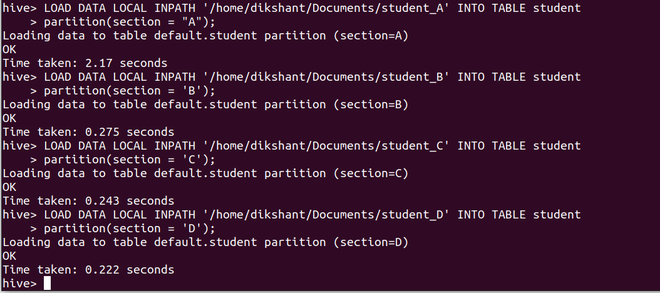 hive> LOAD DATA LOCAL INPATH '/home/dikshant/Documents/student_A' INTO TABLE student
    > partition(section = "A");
Loading data to table default.student partition (section=A)
OK
Time taken: 2.17 seconds
hive> LOAD DATA LOCAL INPATH '/home/dikshant/Documents/student_B' INTO TABLE student
    > partition(section = 'B');
Loading data to table default.student partition (section=B)
OK
Time taken: 0.275 seconds
hive> LOAD DATA LOCAL INPATH '/home/dikshant/Documents/student_C' INTO TABLE student
    > partition(section = 'C');
Loading data to table default.student partition (section=C)
OK
Time taken: 0.243 seconds
hive> LOAD DATA LOCAL INPATH '/home/dikshant/Documents/student_D' INTO TABLE student
    > partition(section = 'D');
Loading data to table default.student partition (section=D)
OK
Time taken: 0.222 seconds
hive>